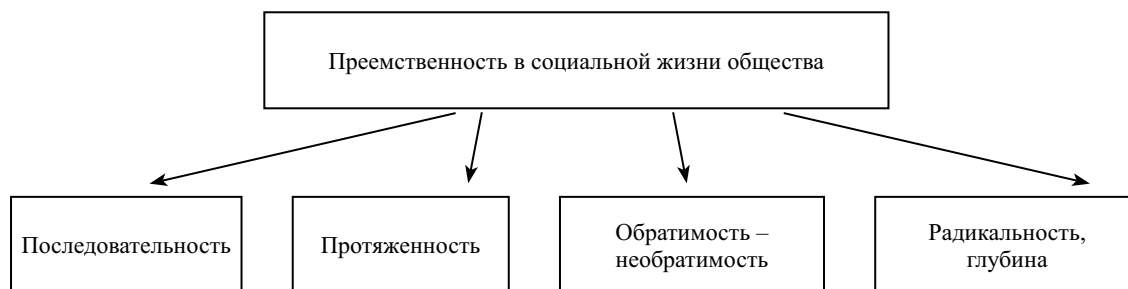 Преемственность в социальной жизни общества
Последовательность
Протяженность
Обратимость –
необратимость
Радикальность,
глубина